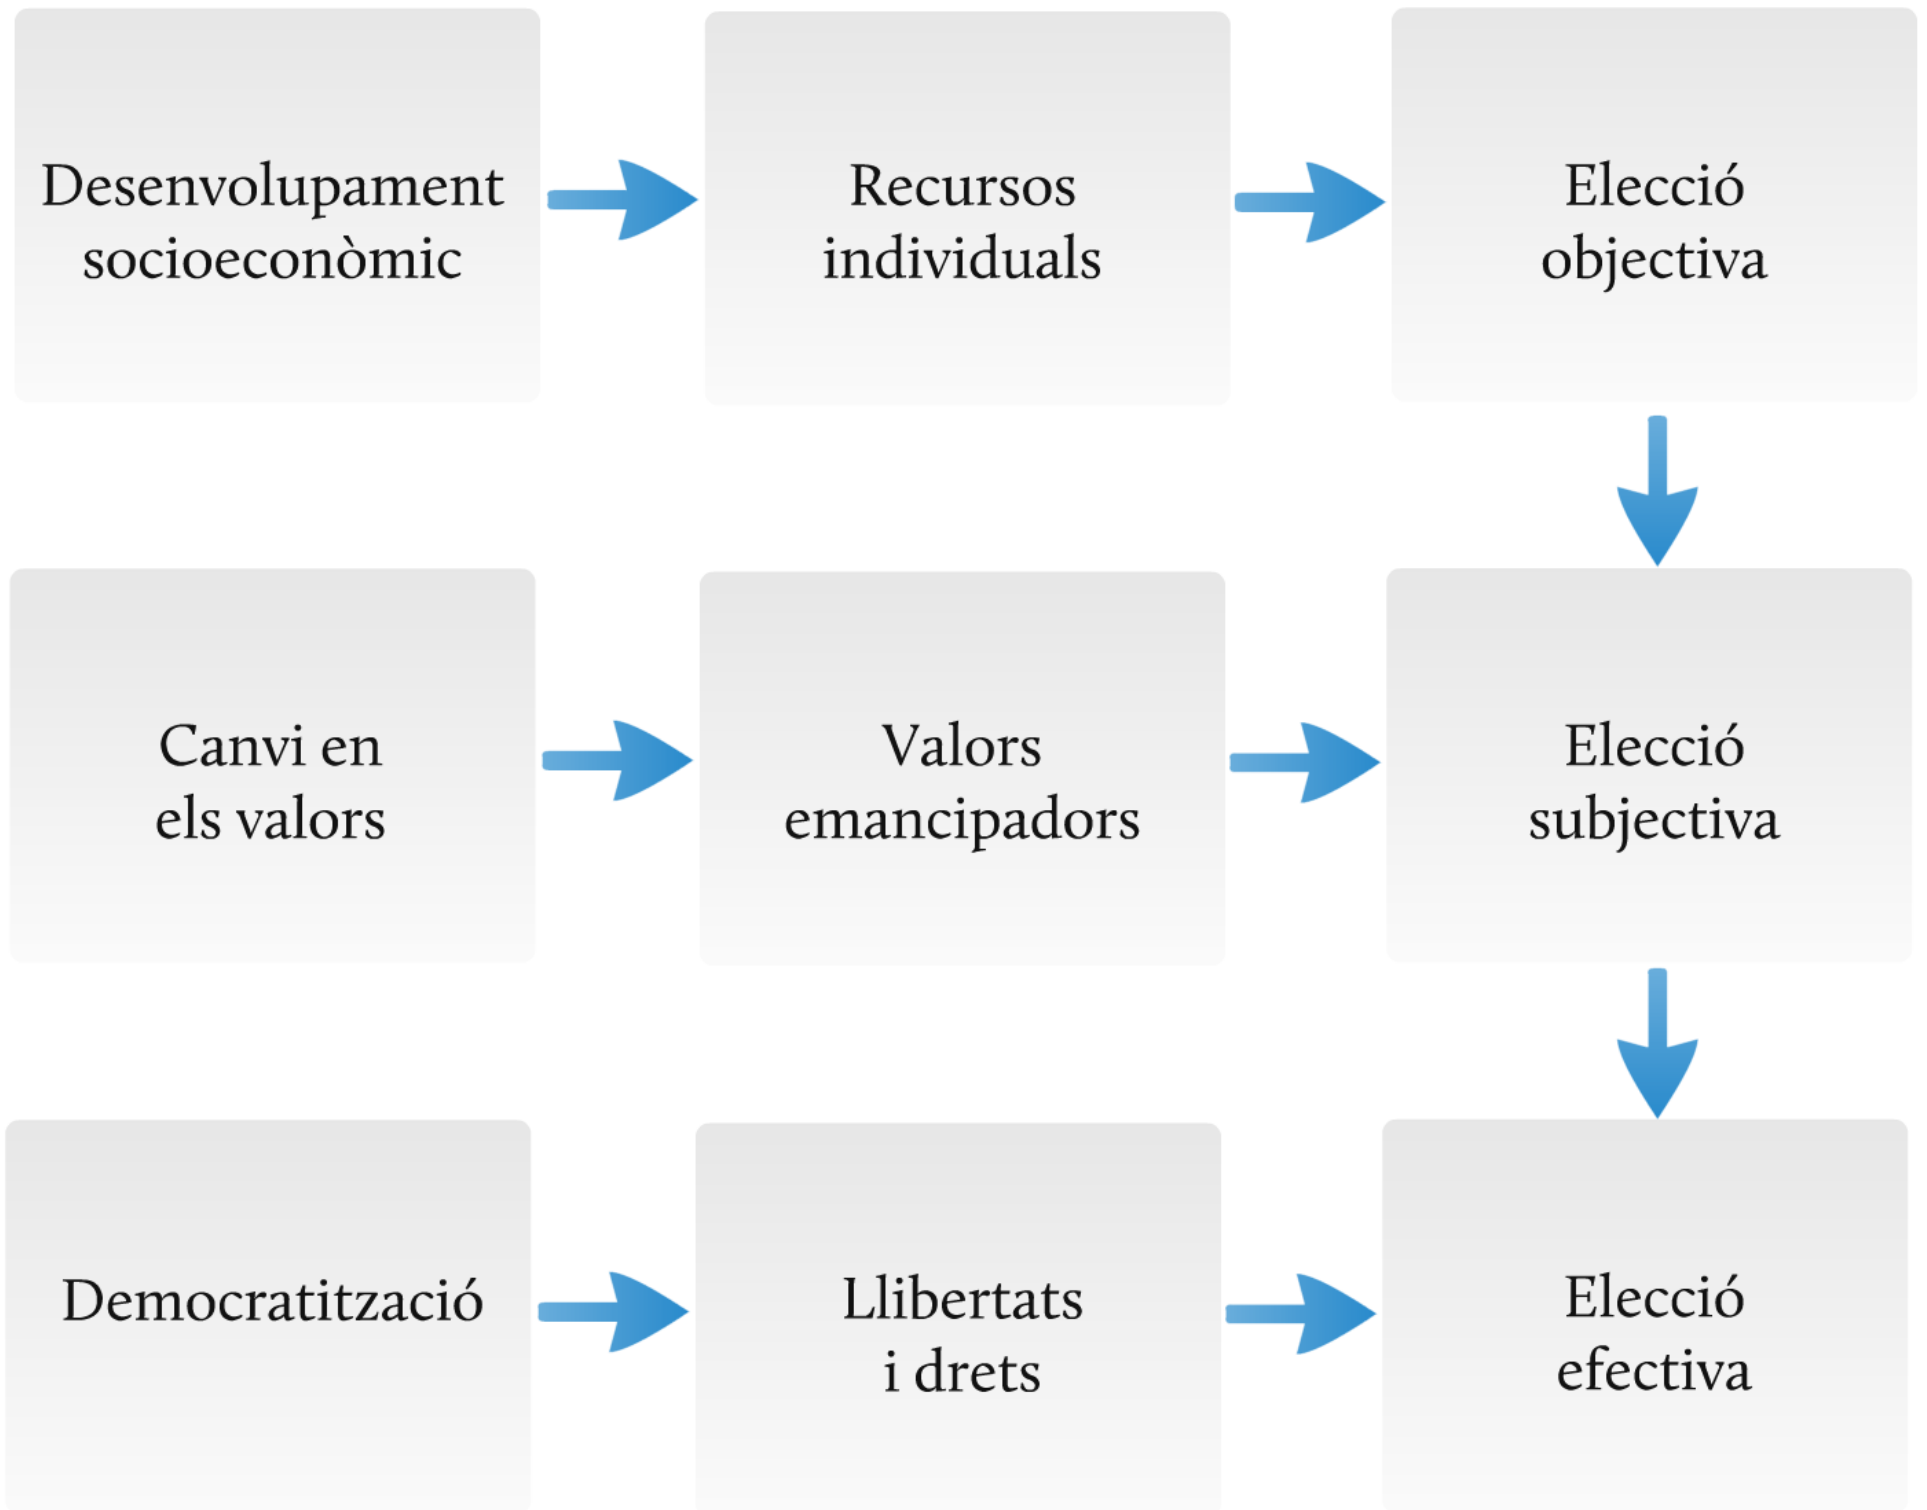 Desenvolupament
socioeconòmic
Recursos
individuals
Elecció
objectiva
Canvi en
els valors
Valors
emancipadors
Elecció
subjectiva
Democratització
Llibertats
i drets
Elecció
efectiva